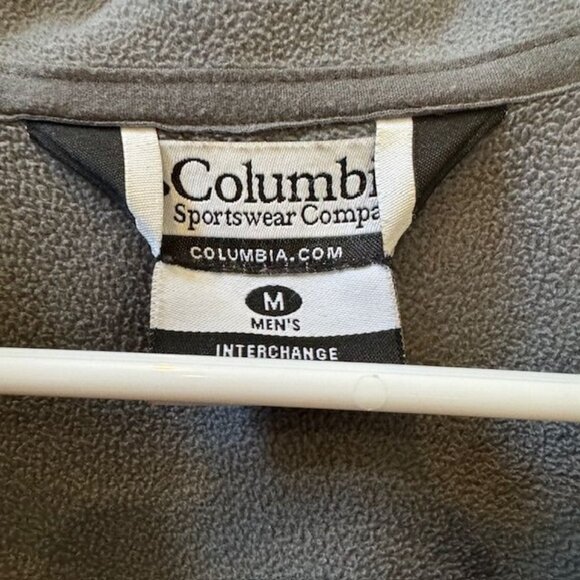 Columbi
Sportswear Compa
COLUMBIA.COM
M
MEN'S
INTERCHANGE